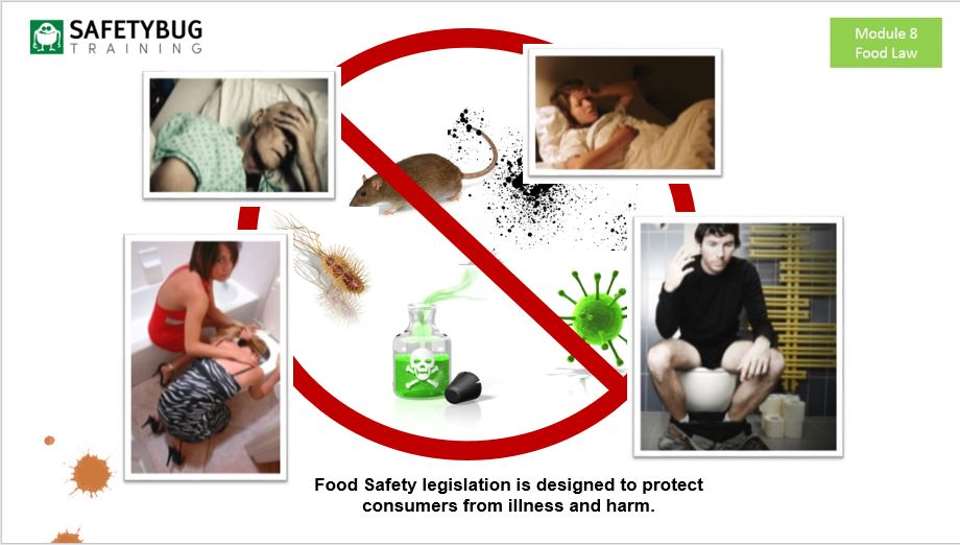 SAFETYBUG
TRAINING
Module 8
Food Law
Food Safety legislation is designed to protect
consumers from illness and harm.